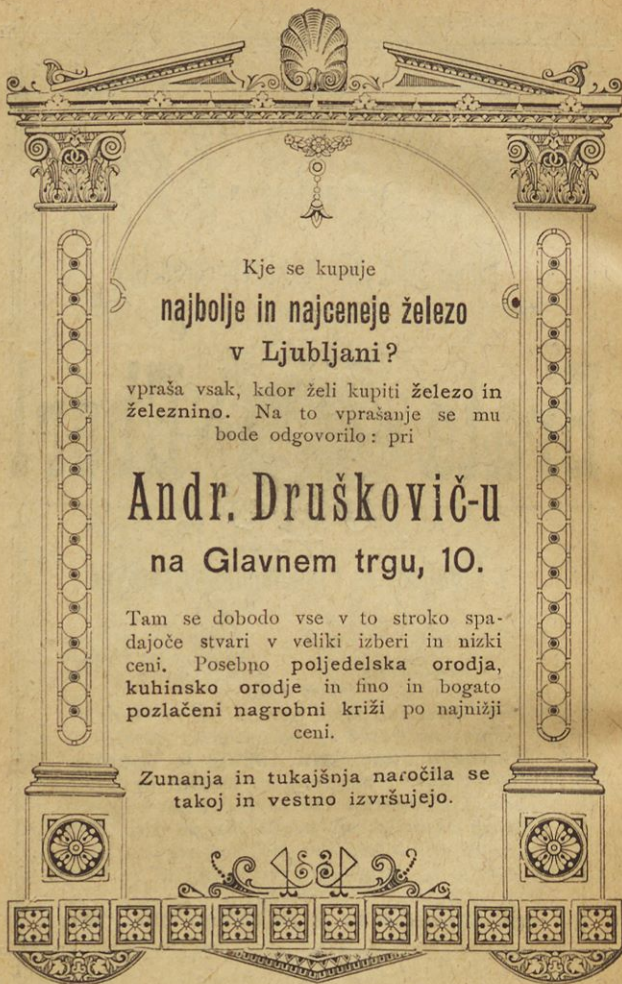 Kje se kupuje
najbolje in najceneje železo
v Ljubljani?
vpraša vsak, kdor želi kupiti železo in
železnino. Na to vprašanje se mu
bode odgovorilo: pri
Andr. Druškovič-u
na Glavnem trgu, 10.
Tam se dobodo vse v to stroko spa-
dajoče stvari v veliki izberi in nizki
ceni. Posebno poljedelska orodja,
kuhinsko orodje in fino in bogato
pozlačeni nagrobni križi po najnižji
ceni.
Zunanja in tukajšnja naročila se
takoj in vestno izvršujejo.